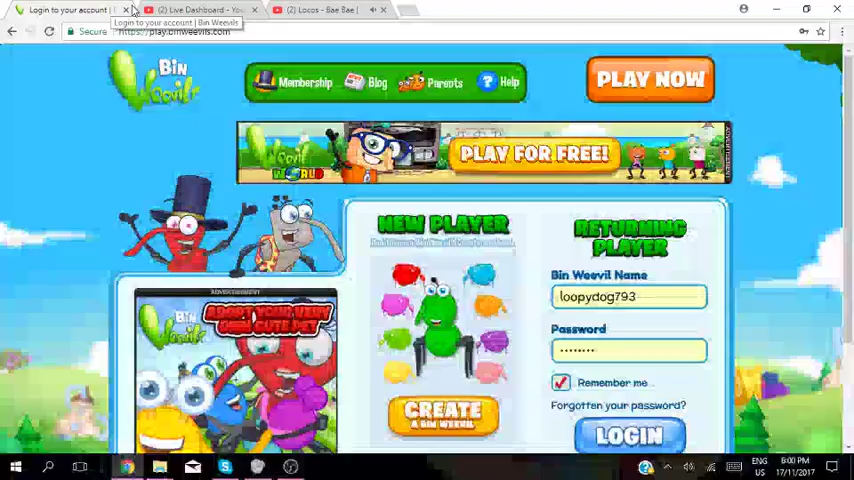 Login to your account |
(2) Live Dashboard - You
(2) Locos - Bae Bae |
Login to your account | Bin Weevils
Secure
https://play.binweevils.com
Bin
Weevils
Membership
Blog
Parents
Help
PLAY NOW
WORLD
PLAY FOR FREE!
ADVERTISEMENT
NEW PLAYER
RETURNING
PLAYER
Bin Weevil Name
loopydog793
Password
••••••••
Remember me
Forgotten your password?
LOGIN
CREATE
A BIN WEEVIL
ADVERTISEMENT
Bin
Weevils
ADOPT YOUR VERY
OWN CUTE PET
ENG
US
6:00 PM
17/11/2017